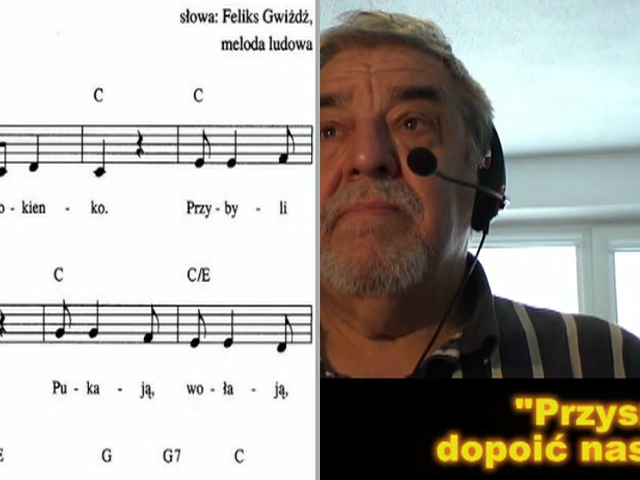 słowa: Feliks Gwiżdż,
meloda ludowa
C C
o - kien - ko. Przy - by - li
C C/E
Pu - ka - ją, wo - ła - ją,
E G G7 C
"Przys
dopoić nas